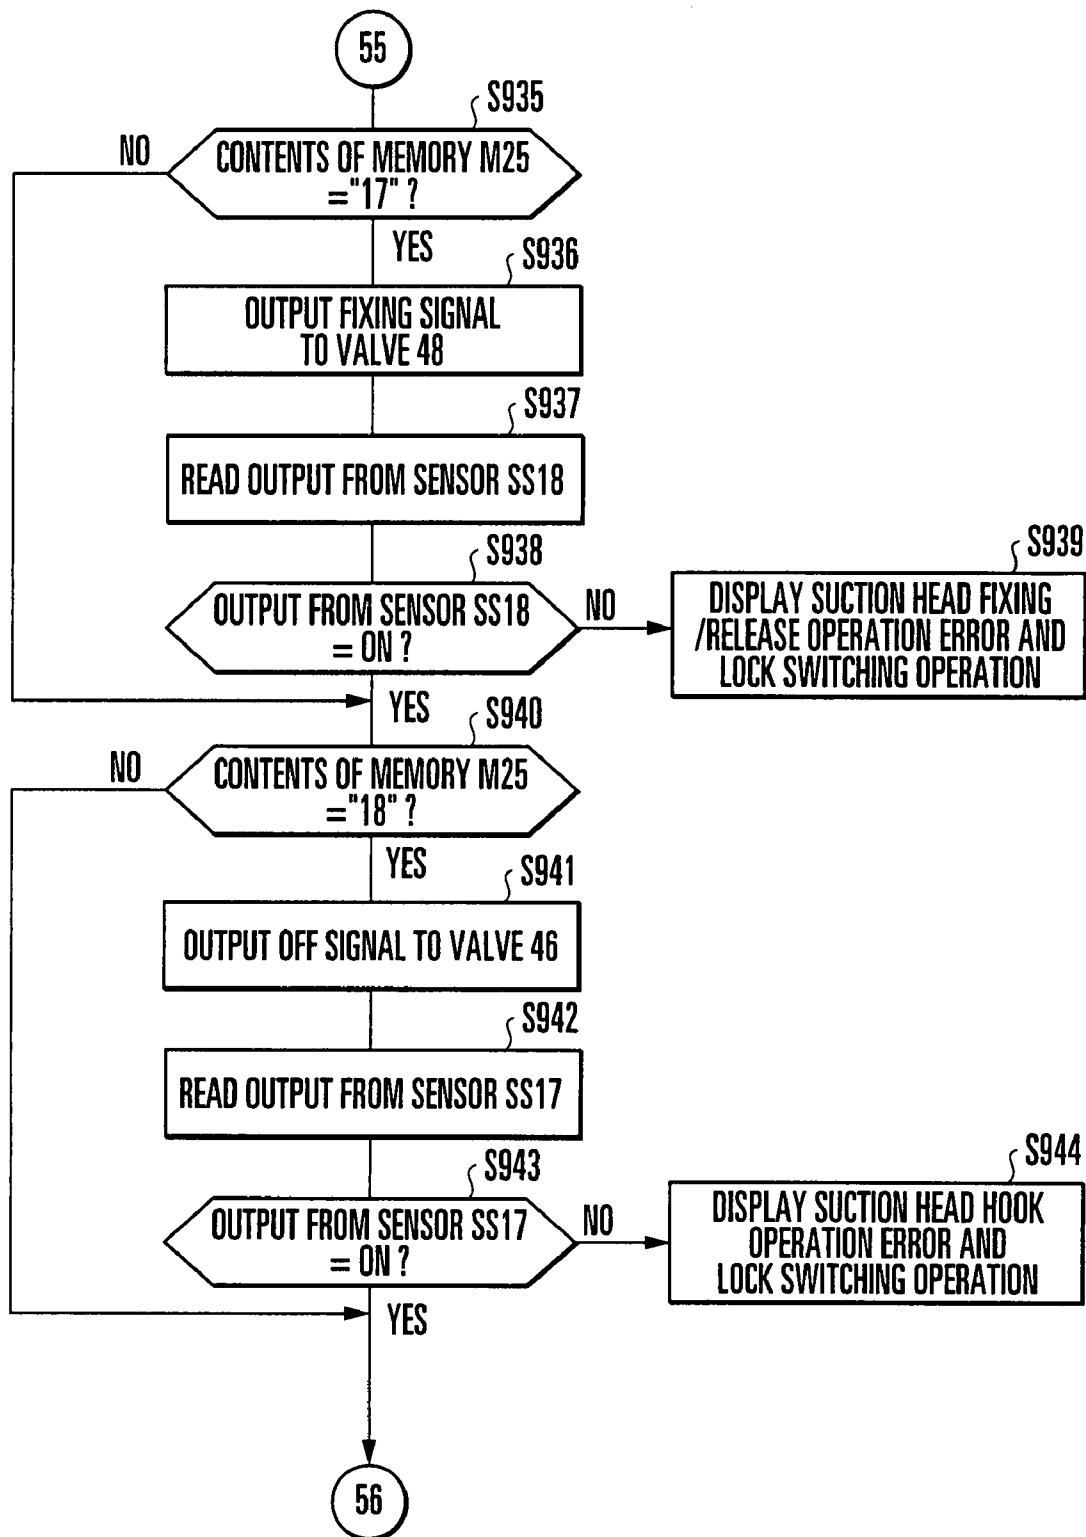 55
S935
NO
CONTENTS OF MEMORY M25
="17" ?
YES
S936
OUTPUT FIXING SIGNAL
TO VALVE 48
S937
READ OUTPUT FROM SENSOR SS18
S938
OUTPUT FROM SENSOR SS18
= ON ?
NO
S939
DISPLAY SUCTION HEAD FIXING
/RELEASE OPERATION ERROR AND
LOCK SWITCHING OPERATION
YES
S940
NO
CONTENTS OF MEMORY M25
="18" ?
YES
S941
OUTPUT OFF SIGNAL TO VALVE 46
S942
READ OUTPUT FROM SENSOR SS17
S943
OUTPUT FROM SENSOR SS17
= ON ?
NO
S944
DISPLAY SUCTION HEAD HOOK
OPERATION ERROR AND
LOCK SWITCHING OPERATION
YES
56